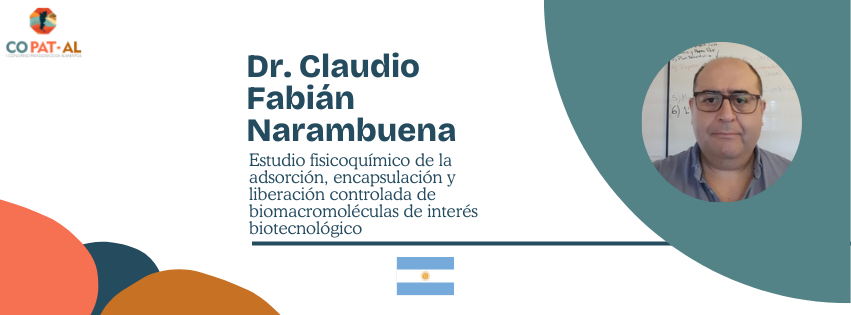 CO PAT-AL
Dr. Claudio
Fabián
Narambuena
Estudio fisicoquímico de la
adsorción, encapsulación y
liberación controlada de
biomacromoléculas de interés
biotecnológico